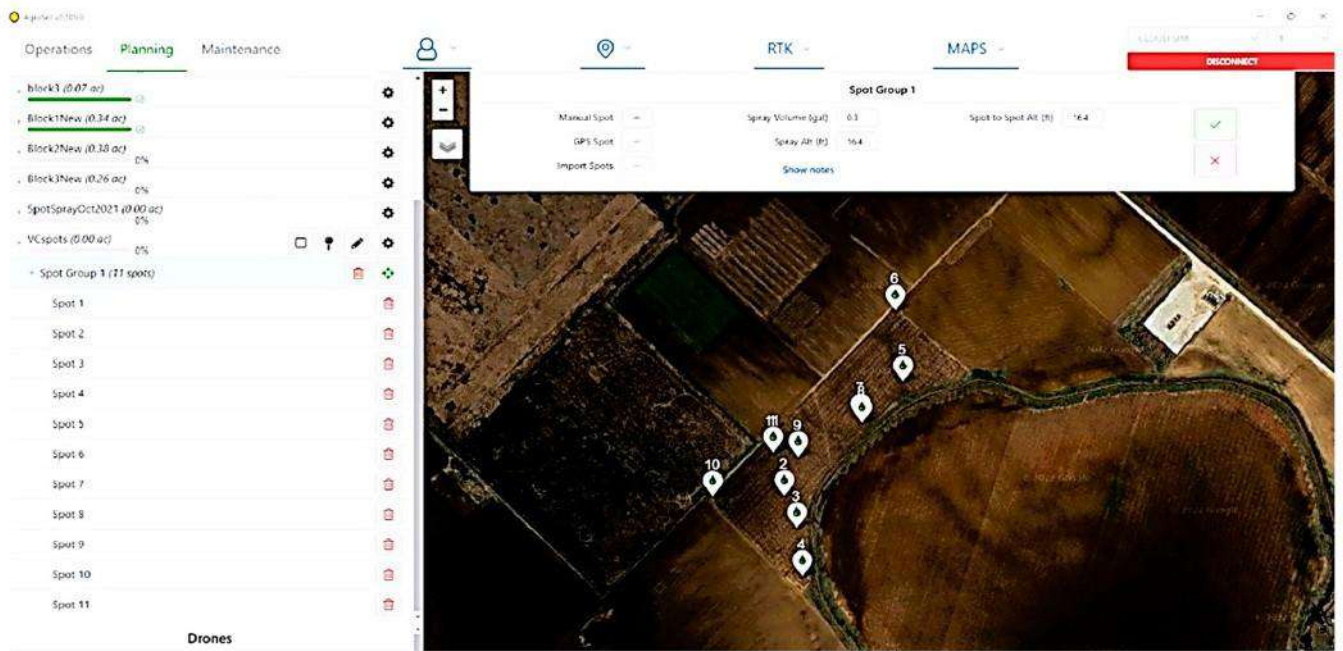 Operations Planning Maintenance
RTK
MAPS
DISCONNECT
block3 (0.07 ac)
Block1New (0.34 ac)
Block2New (0.38 ac)
0%
Block3New (0.26 ac)
0%
SpotSprayOct2021 (0.00 ac)
0%
VCspots (0.00 ac)
0%
Spot Group 1 (11 spots)
Spot 1
Spot 2
Spot 3
Spot 4
Spot 5
Spot 6
Spot 7
Spot 8
Spot 9
Spot 10
Spot 11
Drones
Spot Group 1
Manual Spot
Spray Volume (gal) 0.3
Spot to Spot Alt (ft) 16.4
GPS Spot
Spray Alt (ft) 16.4
Import Spots
Show notes
6
5
9
10
2
3
4